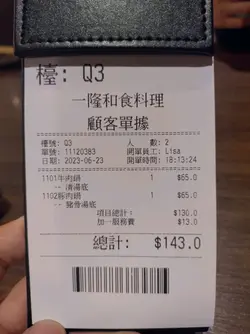 檯: Q3
一隆和食料理
顧客單據
檯號: Q3 人 數: 2
單號: 11120383 開單員工: Lisa
日期: 2023-06-23 開單時間: 18:13:24
1101牛肉鍋 1 $65.0
-- 清湯底
1102豚肉鍋 1 $65.0
-- 豬骨湯底
項目總計: $130.0
加一服務費 $13.0
總計: $143.0